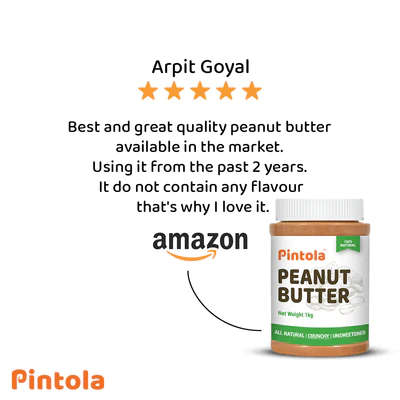 Arpit Goyal
Best and great quality peanut butter
available in the market.
Using it from the past 2 years.
It do not contain any flavour
that's why I love it.
amazon
100%
NATURAL
Pintola
PEANUT
BUTTER
Net Weight 1kg
ALL NATURAL | CRUNCHY | UNSWEETENED
Pintola